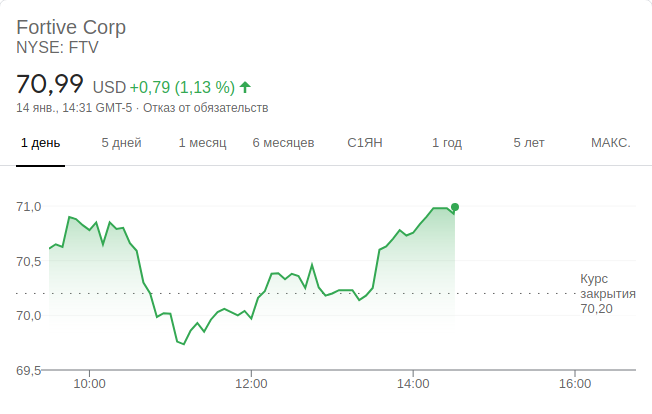 Fortive Corp
NYSE: FTV
70,99 USD +0,79 (1,13 %)
14 янв., 14:31 GMT-5 · Отказ от обязательств
1 день 5 дней 1 месяц 6 месяцев С1ЯН 1 год 5 лет МАКС.
71,0
70,5
Курс
закрытия
70,20
70,0
69,5
10:00 12:00 14:00 16:00